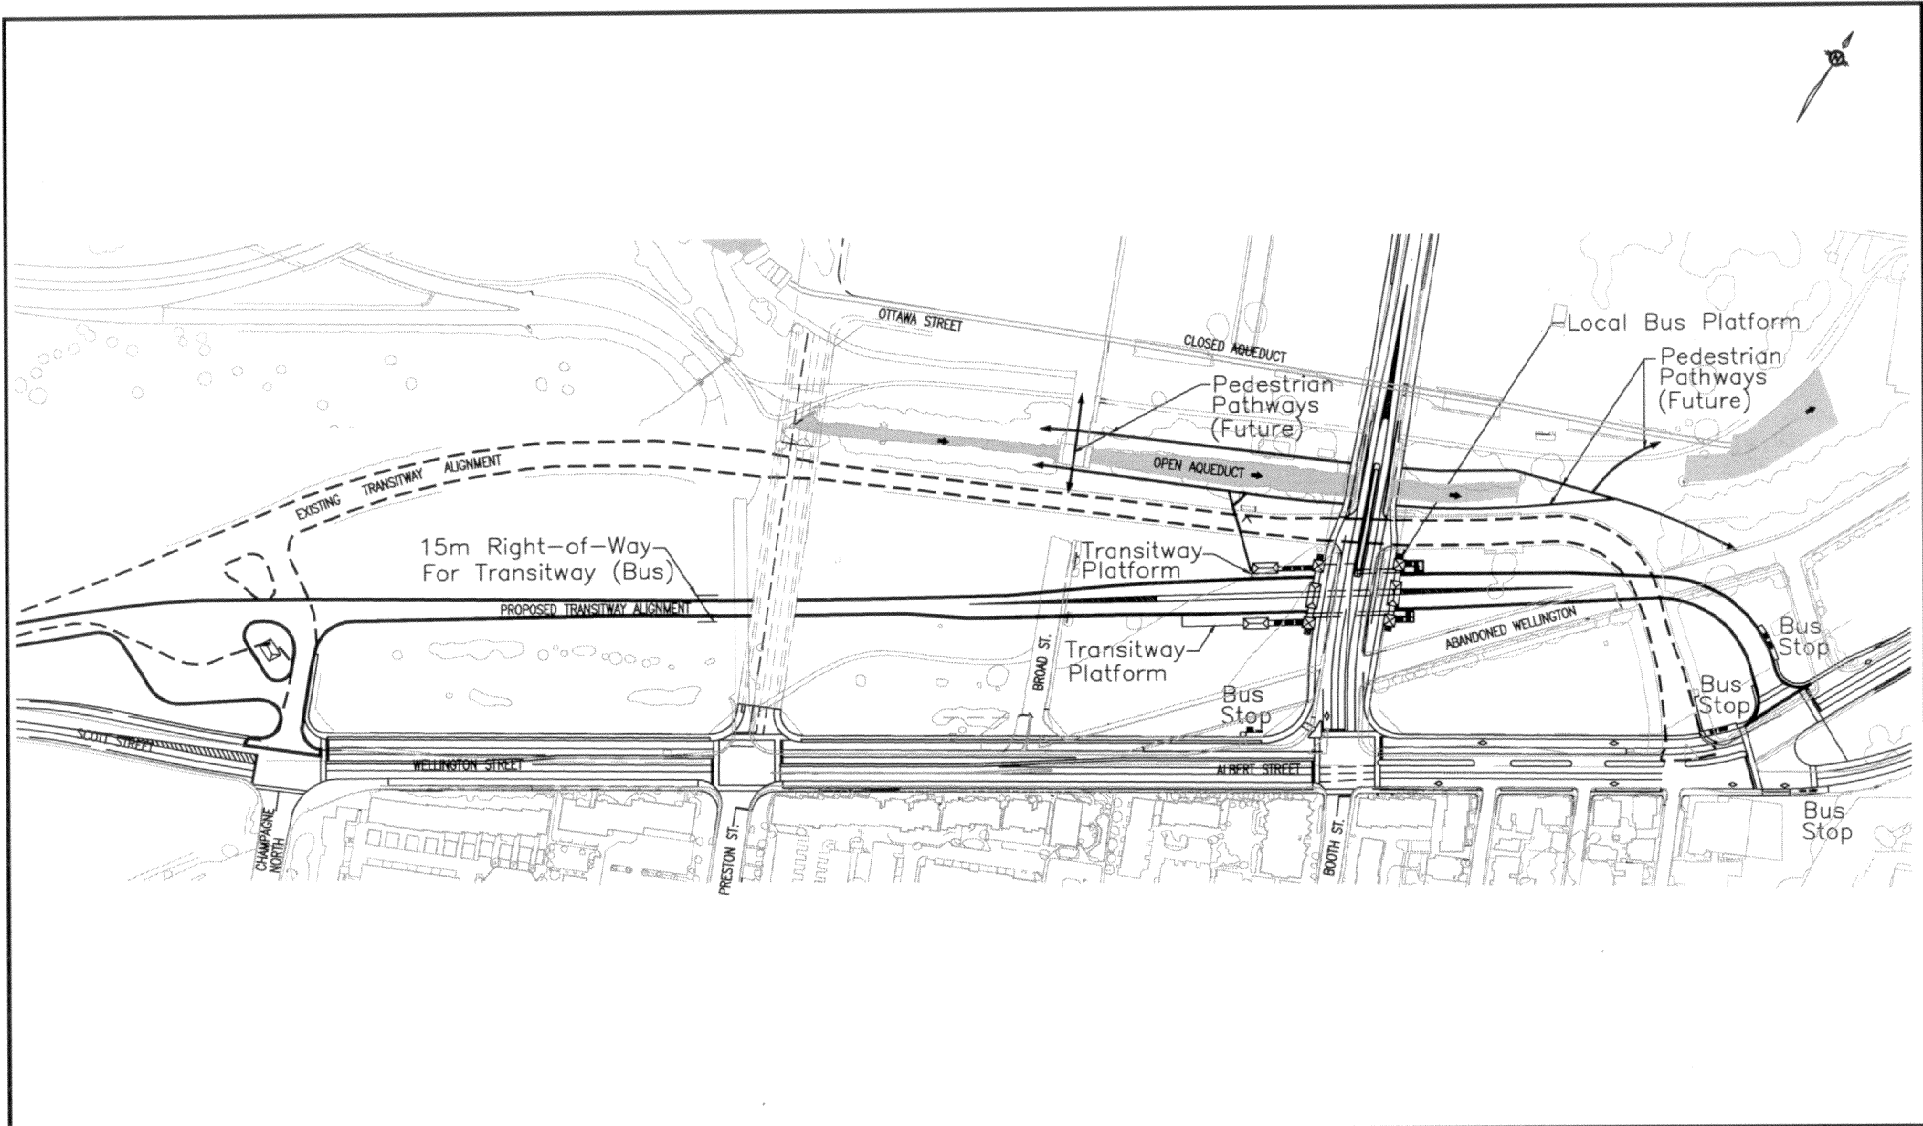 N
Local Bus Platform
OTTAWA STREET
CLOSED AQUEDUCT
Pedestrian
Pathways
(Future)
Pedestrian
Pathways
(Future)
EXISTING TRANSITWAY ALIGNMENT
OPEN AQUEDUCT
15m Right-of-Way
For Transitway (Bus)
Transitway
Platform
PROPOSED TRANSITWAY ALIGNMENT
ABANDONED WELLINGTON
Transitway
Platform
BROAD ST.
Bus
Stop
Bus
Stop
Bus
Stop
SCOTT STREET
WELLINGTON STREET
ALBERT STREET
CHAMPAGNE
NORTH
PRESTON ST.
BOOTH ST.
Bus
Stop